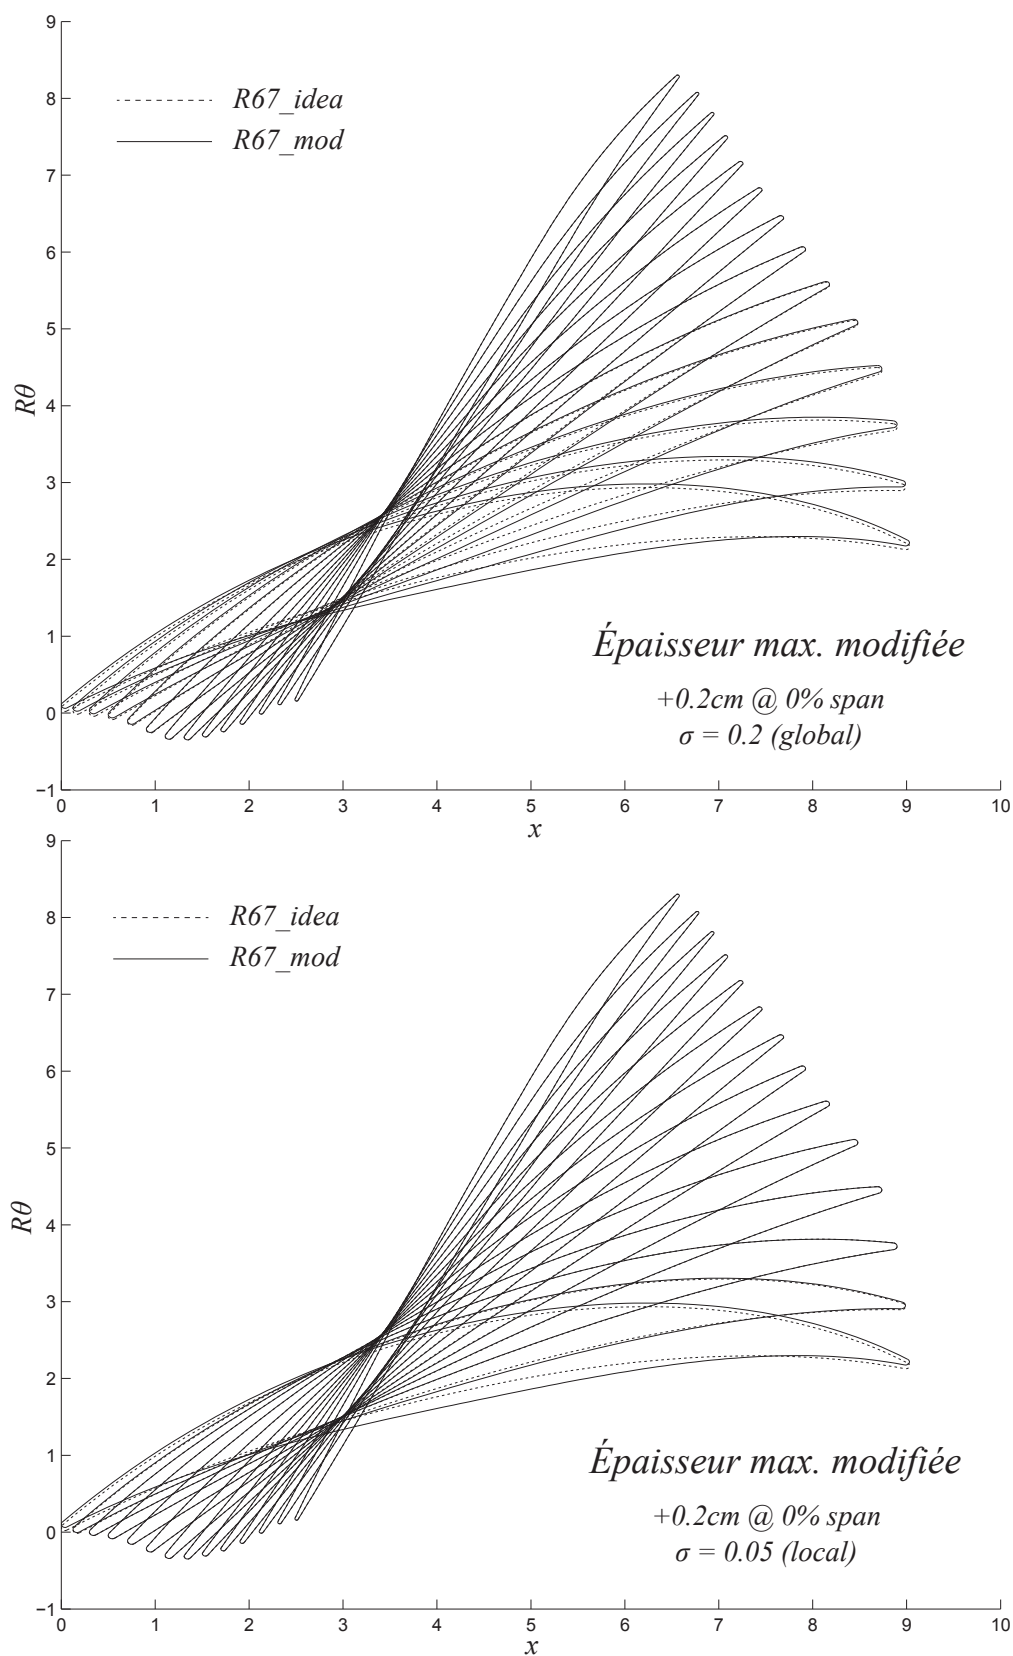 9
8
7
6
5
4
3
2
1
0
−1
Rθ
R67_idea
R67_mod
Épaisseur max. modifiée
+0.2cm @ 0% span
σ = 0.2 (global)
0 1 2 3 4 5 6 7 8 9 10
x
9
8
7
6
5
4
3
2
1
0
−1
Rθ
R67_idea
R67_mod
Épaisseur max. modifiée
+0.2cm @ 0% span
σ = 0.05 (local)
0 1 2 3 4 5 6 7 8 9 10
x